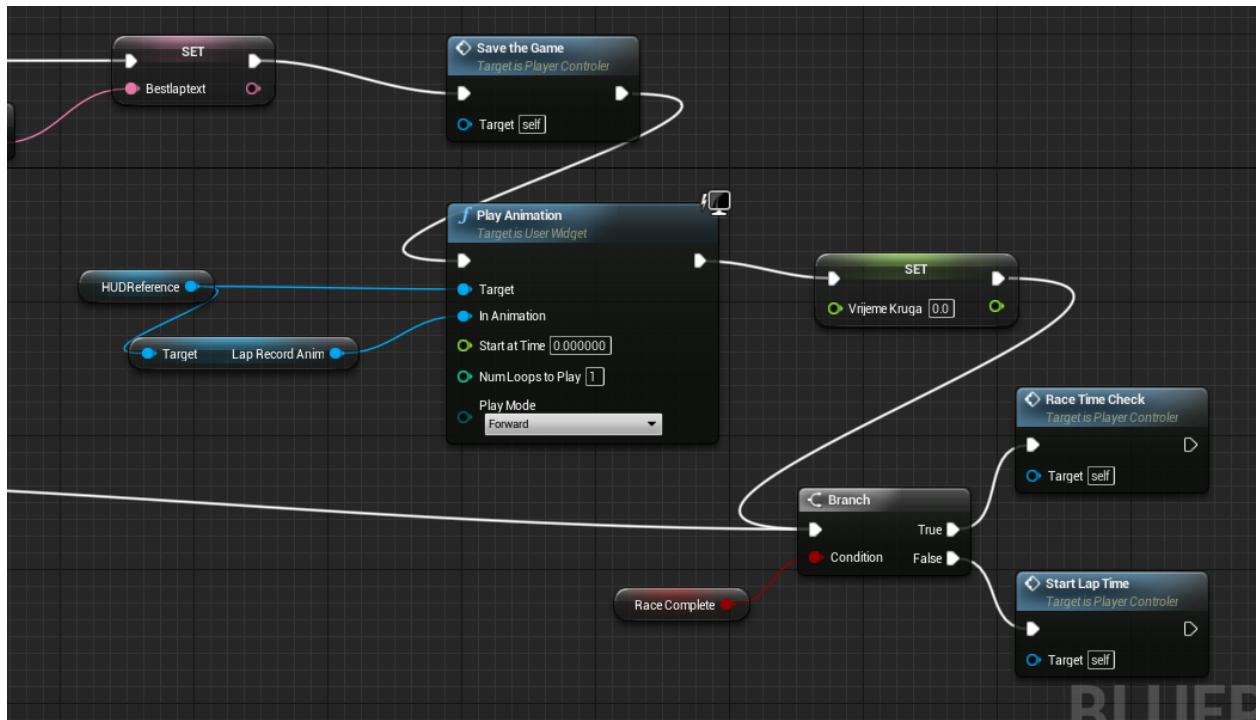 SET
Bestlaptext
Save the Game
Target is Player Controler
Target self
Play Animation
Target is User Widget
Target
In Animation
Start at Time 0.000000
Num Loops to Play 1
Play Mode
Forward
HUDReference
Target Lap Record Anim
SET
Vrijeme Kruga 0.0
Branch
True
Condition False
Race Complete
Race Time Check
Target is Player Controler
Target self
Start Lap Time
Target is Player Controler
Target self